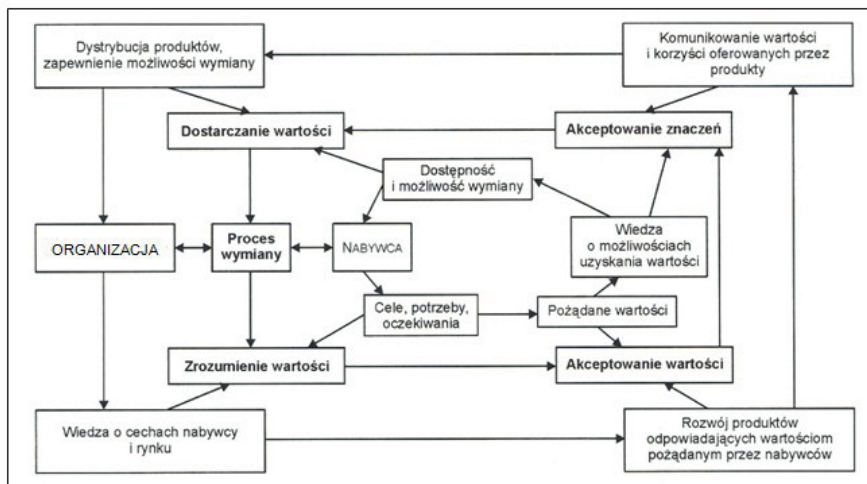 Dystrybucja produktów,
zapewnienie możliwości wymiany
Komunikowanie wartości
i korzyści oferowanych przez
produkty
Dostarczanie wartości
Akceptowanie znaczeń
Dostępność
i możliwość wymiany
ORGANIZACJA
Proces
wymiany
NABYWCA
Wiedza
o możliwościach
uzyskania wartości
Cele, potrzeby,
oczekiwania
Pożądane wartości
Zrozumienie wartości
Akceptowanie wartości
Wiedza o cechach nabywcy
i rynku
Rozwój produktów
odpowiadających wartościom
pożądanym przez nabywców